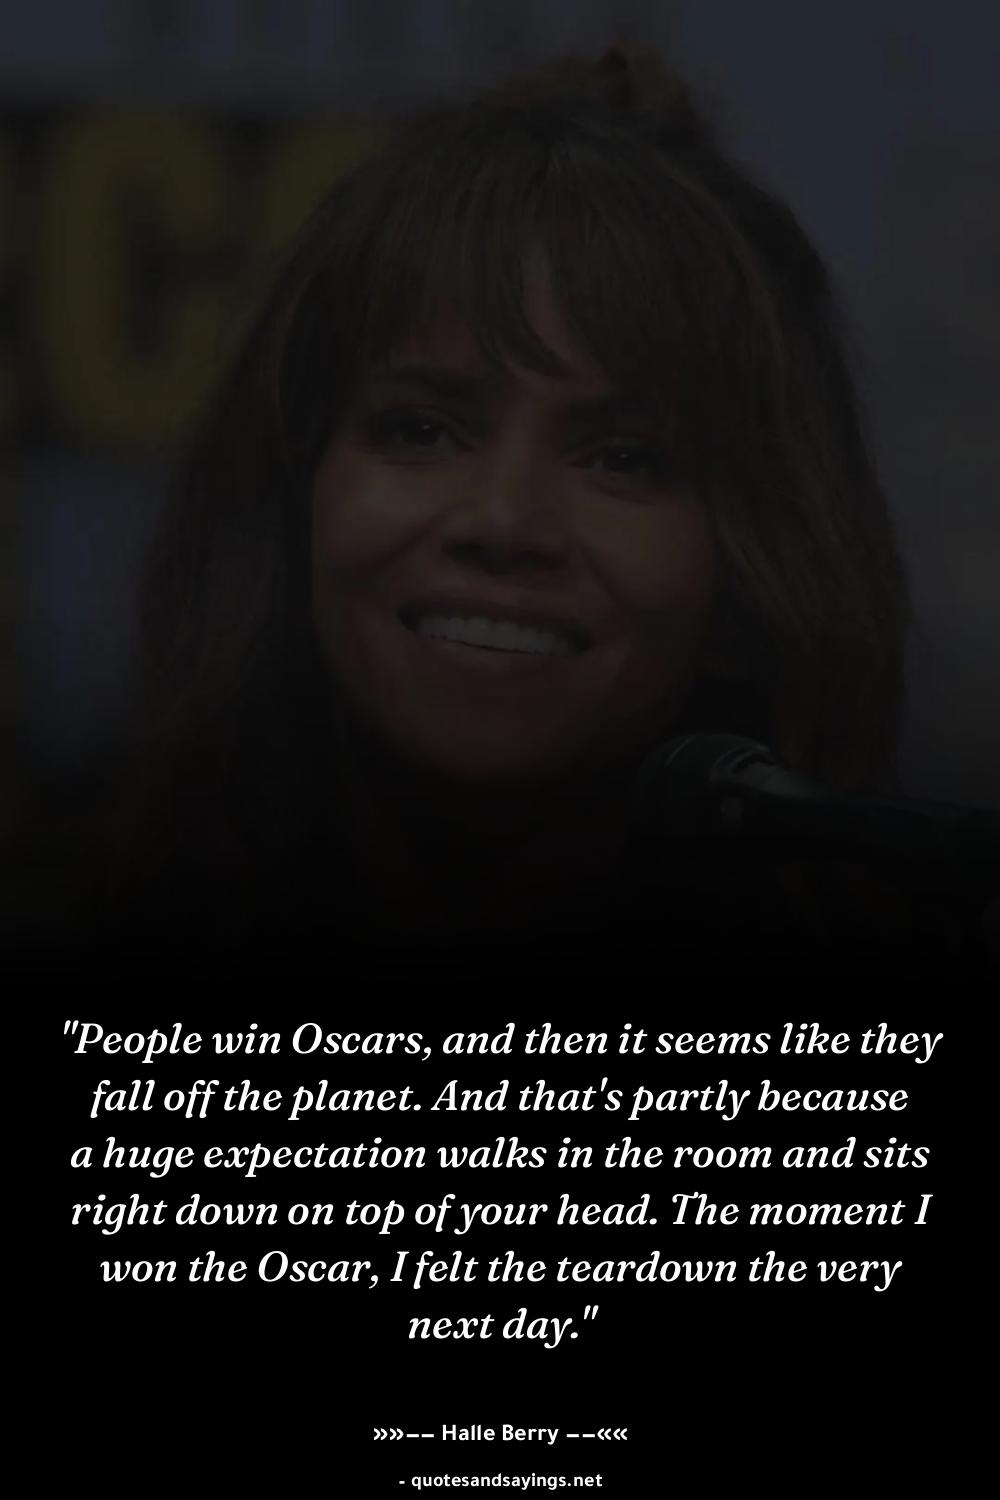 "People win Oscars, and then it seems like they
fall off the planet. And that's partly because
a huge expectation walks in the room and sits
right down on top of your head. The moment I
won the Oscar, I felt the teardown the very
next day."
»»–– Halle Berry ––««
- quotesandsayings.net